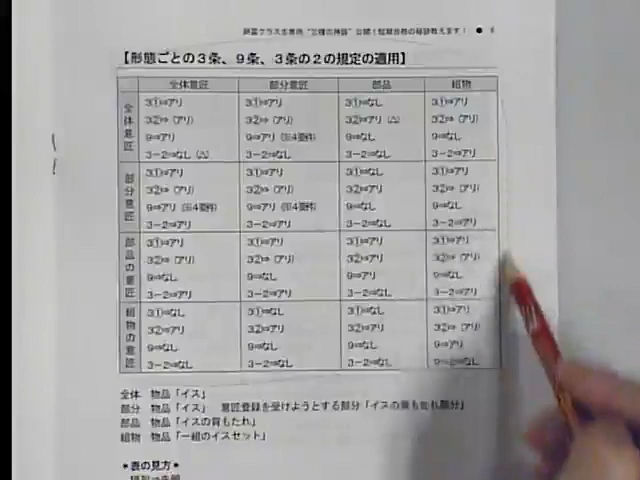 【形態ごとの3条、9条、3条の2の規定の適用】
全体意匠 部分意匠 部品 組物
全体意匠
3①⇒アリ 3①⇒アリ 3①⇒なし 3①⇒アリ
3②⇒（アリ） 3②⇒（アリ） 3②⇒アリ（△） 3②⇒（アリ）
9⇒アリ 9⇒アリ（※4要件） 9⇒なし 9⇒なし
3－2⇒なし（△） 3－2⇒なし 3－2⇒なし 3－2⇒アリ
部分意匠
3①⇒アリ 3①⇒アリ 3①⇒なし 3①⇒アリ
3②⇒（アリ） 3②⇒（アリ） 3②⇒アリ 3②⇒（アリ）
9⇒アリ（※4要件） 9⇒アリ（※4要件） 9⇒なし 9⇒なし
3－2⇒アリ 3－2⇒アリ 3－2⇒なし 3－2⇒アリ
部品の意匠
3①⇒アリ 3①⇒アリ 3①⇒アリ 3①⇒アリ
3②⇒（アリ） 3②⇒（アリ） 3②⇒アリ 3②⇒（アリ）
9⇒なし 9⇒なし 9⇒アリ 9⇒なし
3－2⇒アリ 3－2⇒アリ 3－2⇒なし 3－2⇒アリ
組物の意匠
3①⇒なし 3①⇒なし 3①⇒なし 3①⇒アリ
3②⇒アリ 3②⇒アリ 3②⇒アリ 3②⇒（アリ）
9⇒なし 9⇒なし 9⇒なし 9⇒アリ
3－2⇒なし 3－2⇒なし 3－2⇒なし
全体 物品「イス」
部分 物品「イス」 意匠登録を受けようとする部分「イスの背もたれ部分」
部品 物品「イスの背もたれ」
組物 物品「一組のイスセット」
＊表の見方＊